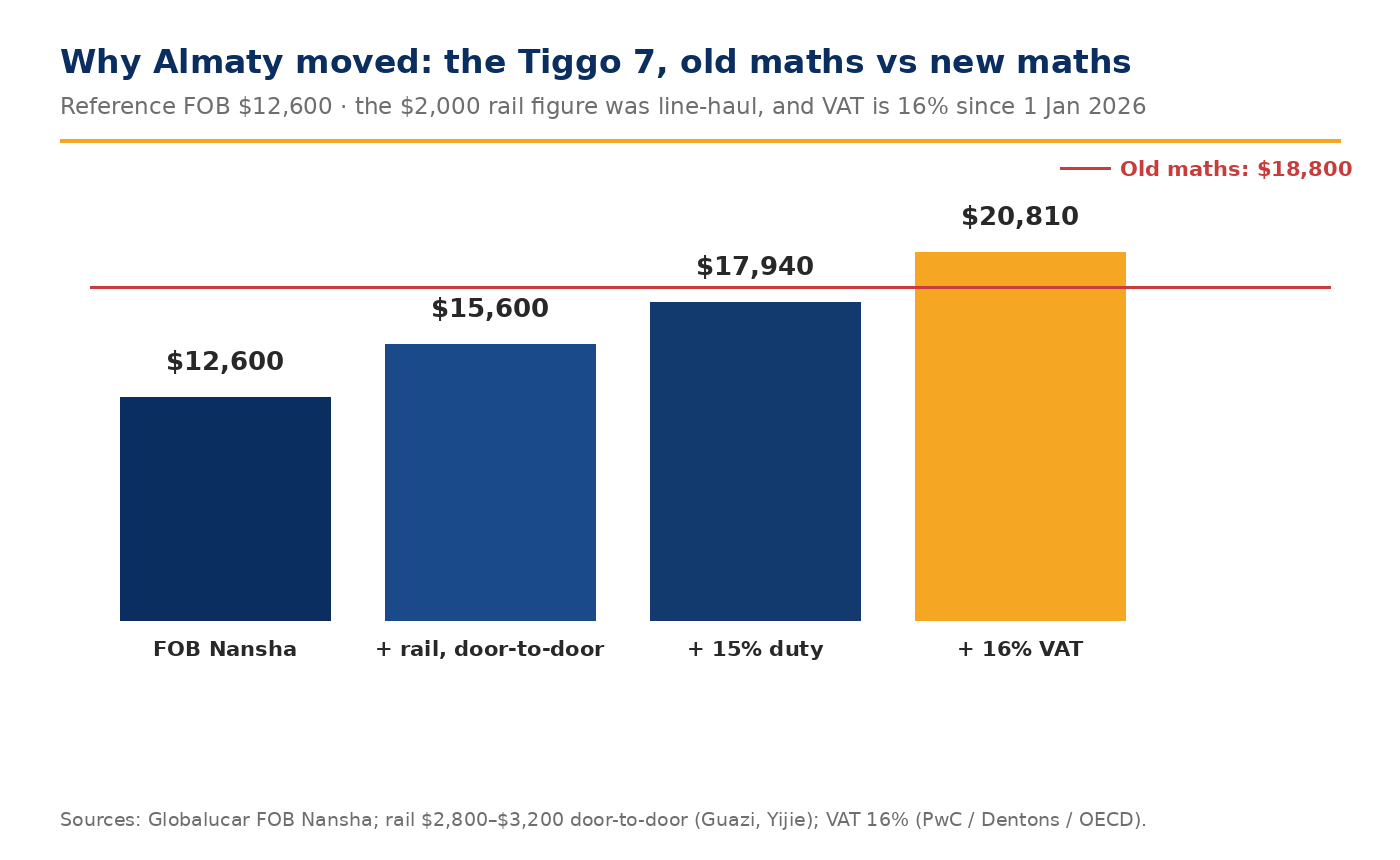 Why Almaty moved: the Tiggo 7, old maths vs new maths
Reference FOB $12,600 · the $2,000 rail figure was line-haul, and VAT is 16% since 1 Jan 2026
Old maths: $18,800
$20,810
$17,940
$15,600
$12,600
FOB Nansha
+ rail, door-to-door
+ 15% duty
+ 16% VAT
Sources: Globalucar FOB Nansha; rail $2,800–$3,200 door-to-door (Guazi, Yijie); VAT 16% (PwC / Dentons / OECD).